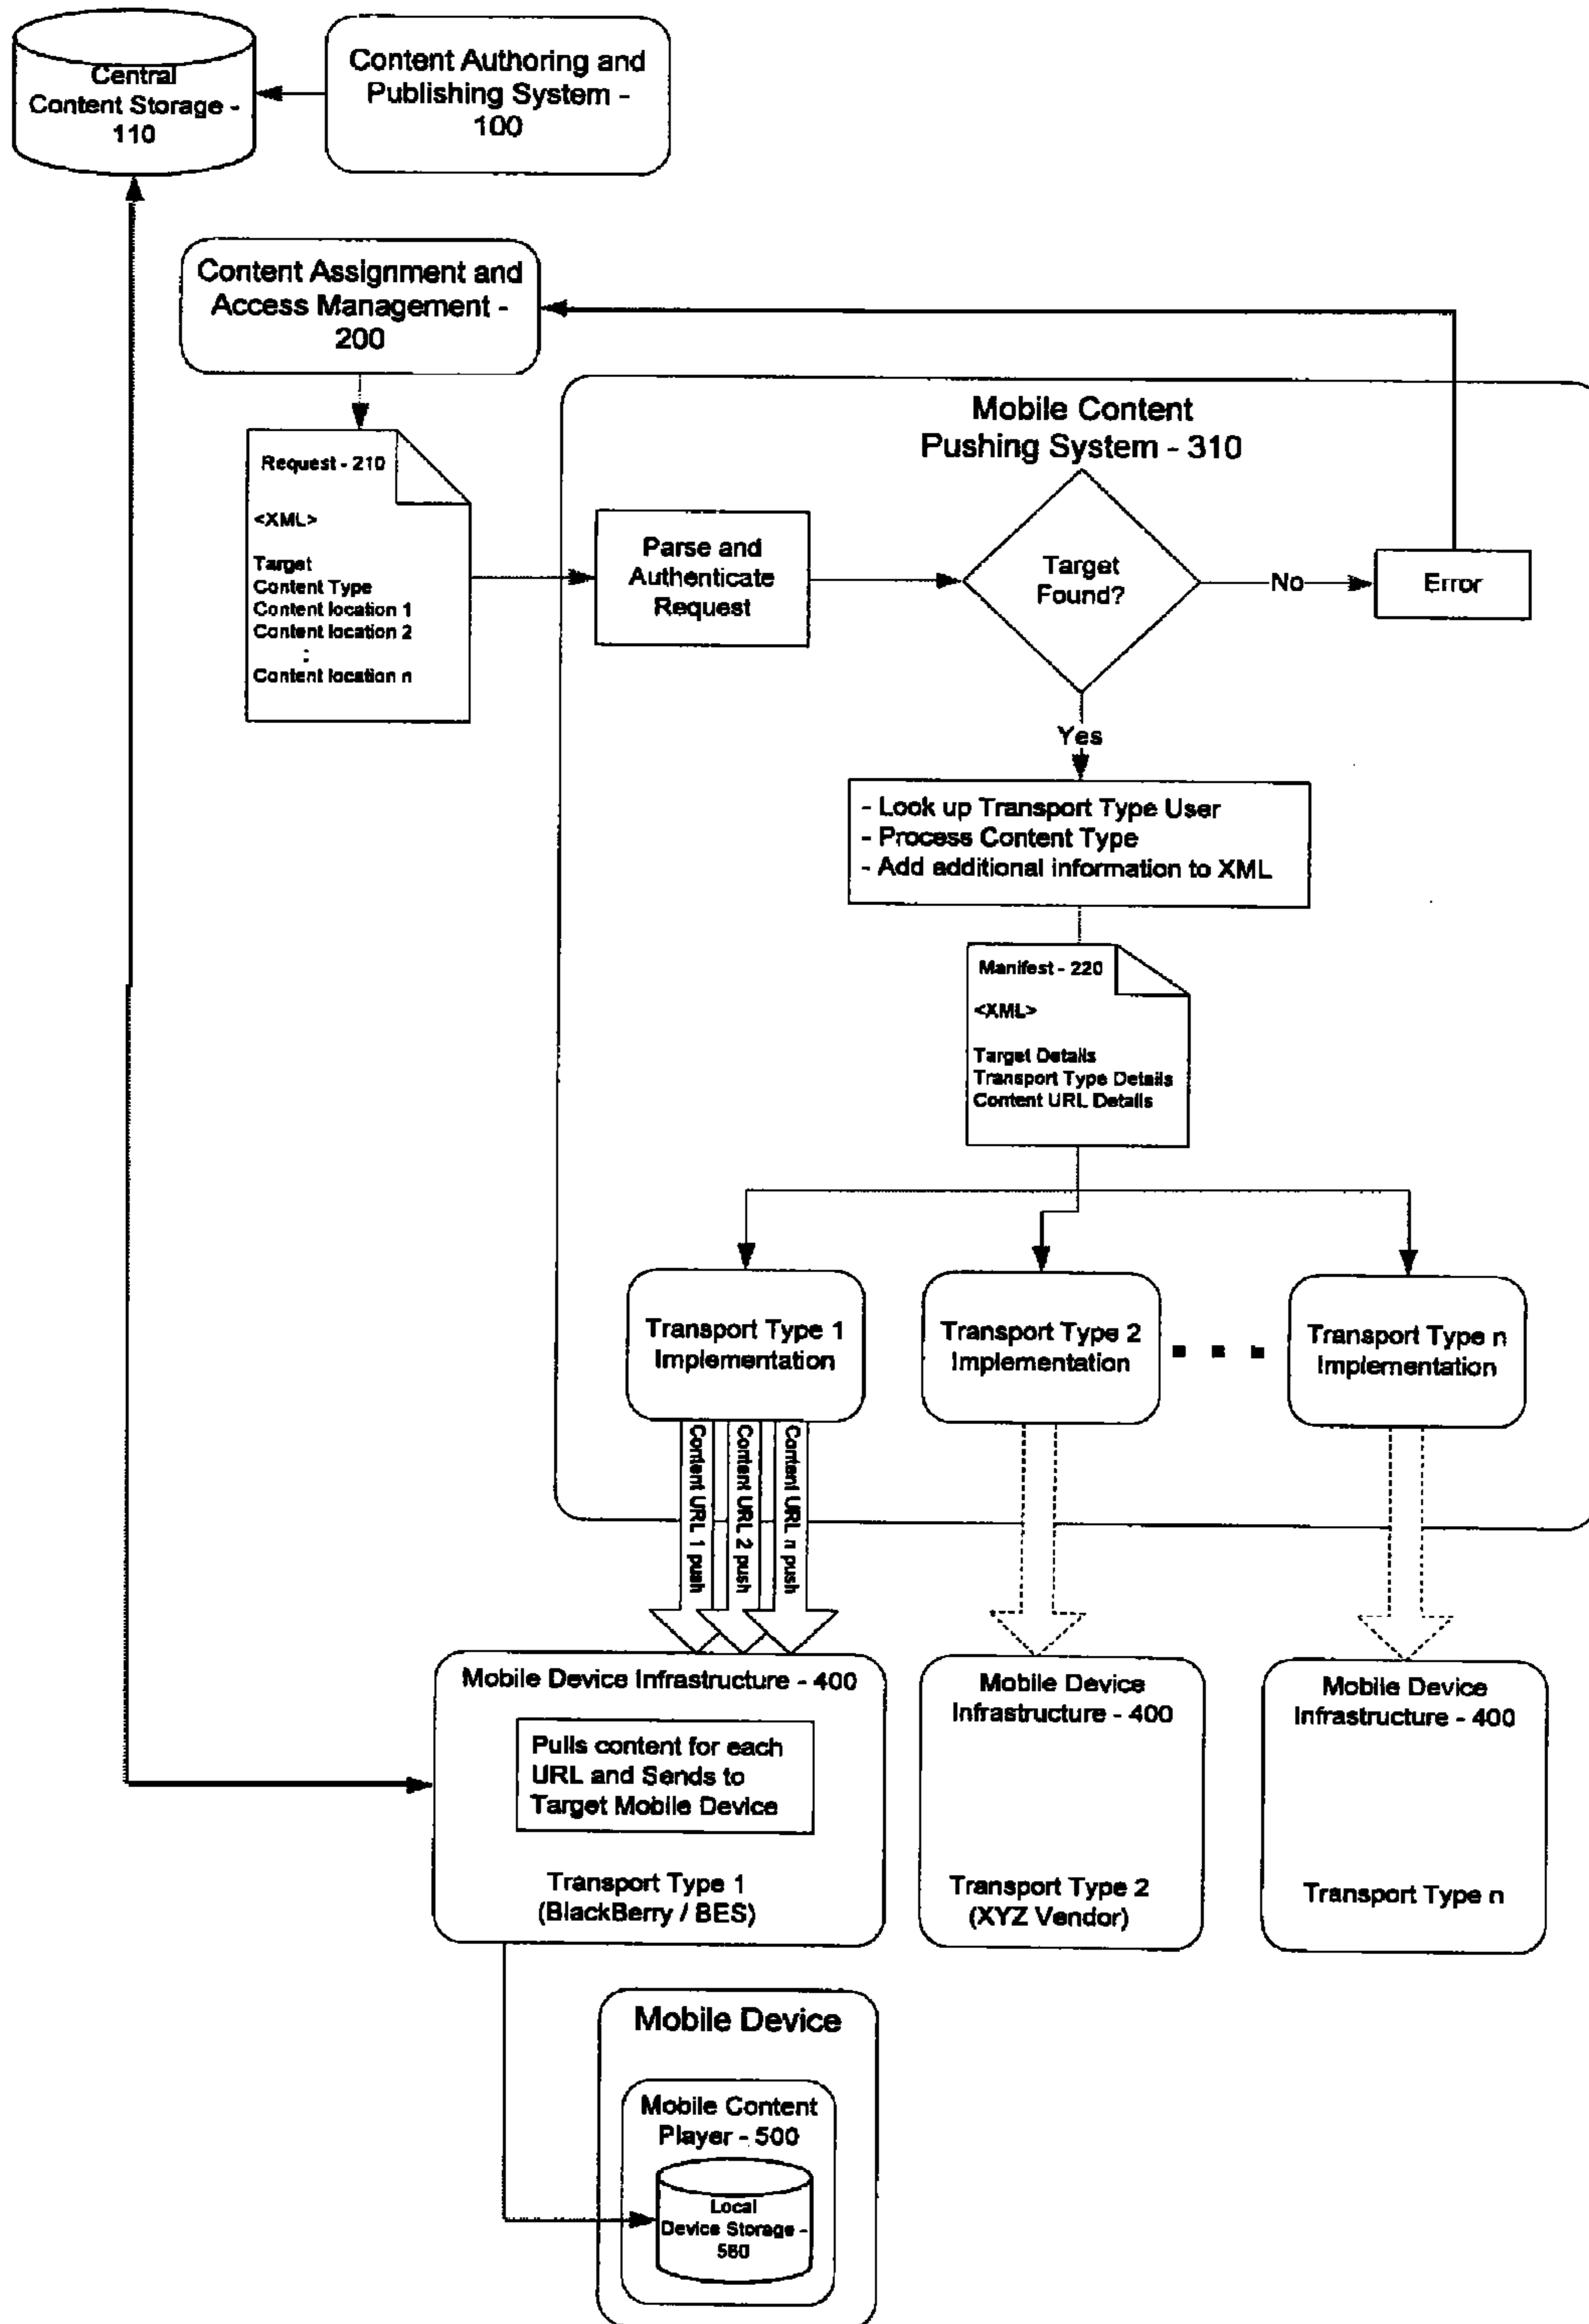 Central
Content Storage -
110
Content Authoring and
Publishing System -
100
Content Assignment and
Access Management -
200
Request - 210
<XML>
Target
Content Type
Content location 1
Content location 2
:
Content location n
Mobile Content
Pushing System - 310
Parse and
Authenticate
Request
Target
Found?
No
Error
Yes
- Look up Transport Type User
- Process Content Type
- Add additional information to XML
Manifest - 220
<XML>
Target Details
Transport Type Details
Content URL Details
Transport Type 1
Implementation
Transport Type 2
Implementation
Transport Type n
Implementation
Content URL 1 push
Content URL 2 push
Content URL n push
Mobile Device Infrastructure - 400
Pulls content for each
URL and Sends to
Target Mobile Device
Transport Type 1
(BlackBerry / BES)
Mobile Device
Infrastructure - 400
Transport Type 2
(XYZ Vendor)
Mobile Device
Infrastructure - 400
Transport Type n
Mobile Device
Mobile Content
Player - 500
Local
Device Storage -
560